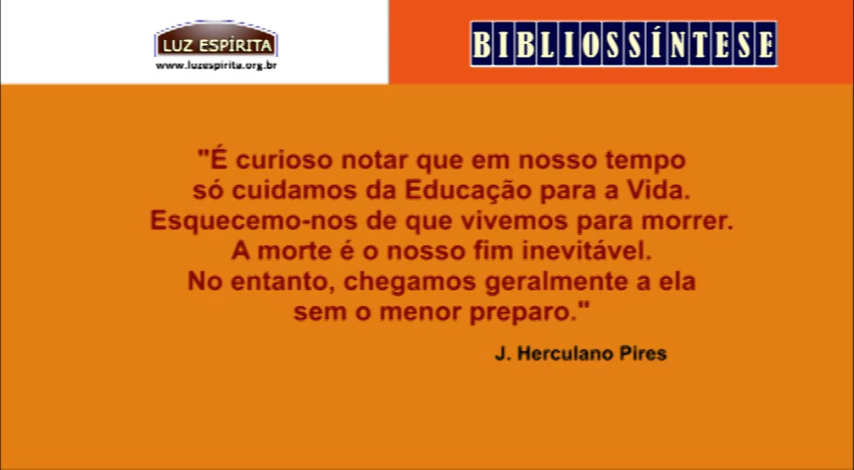 LUZ ESPÍRITA
www.luzespirita.org.br
BIBLIOSSÍNTESE
"É curioso notar que em nosso tempo
só cuidamos da Educação para a Vida.
Esquecemo-nos de que vivemos para morrer.
A morte é o nosso fim inevitável.
No entanto, chegamos geralmente a ela
sem o menor preparo."
J. Herculano Pires